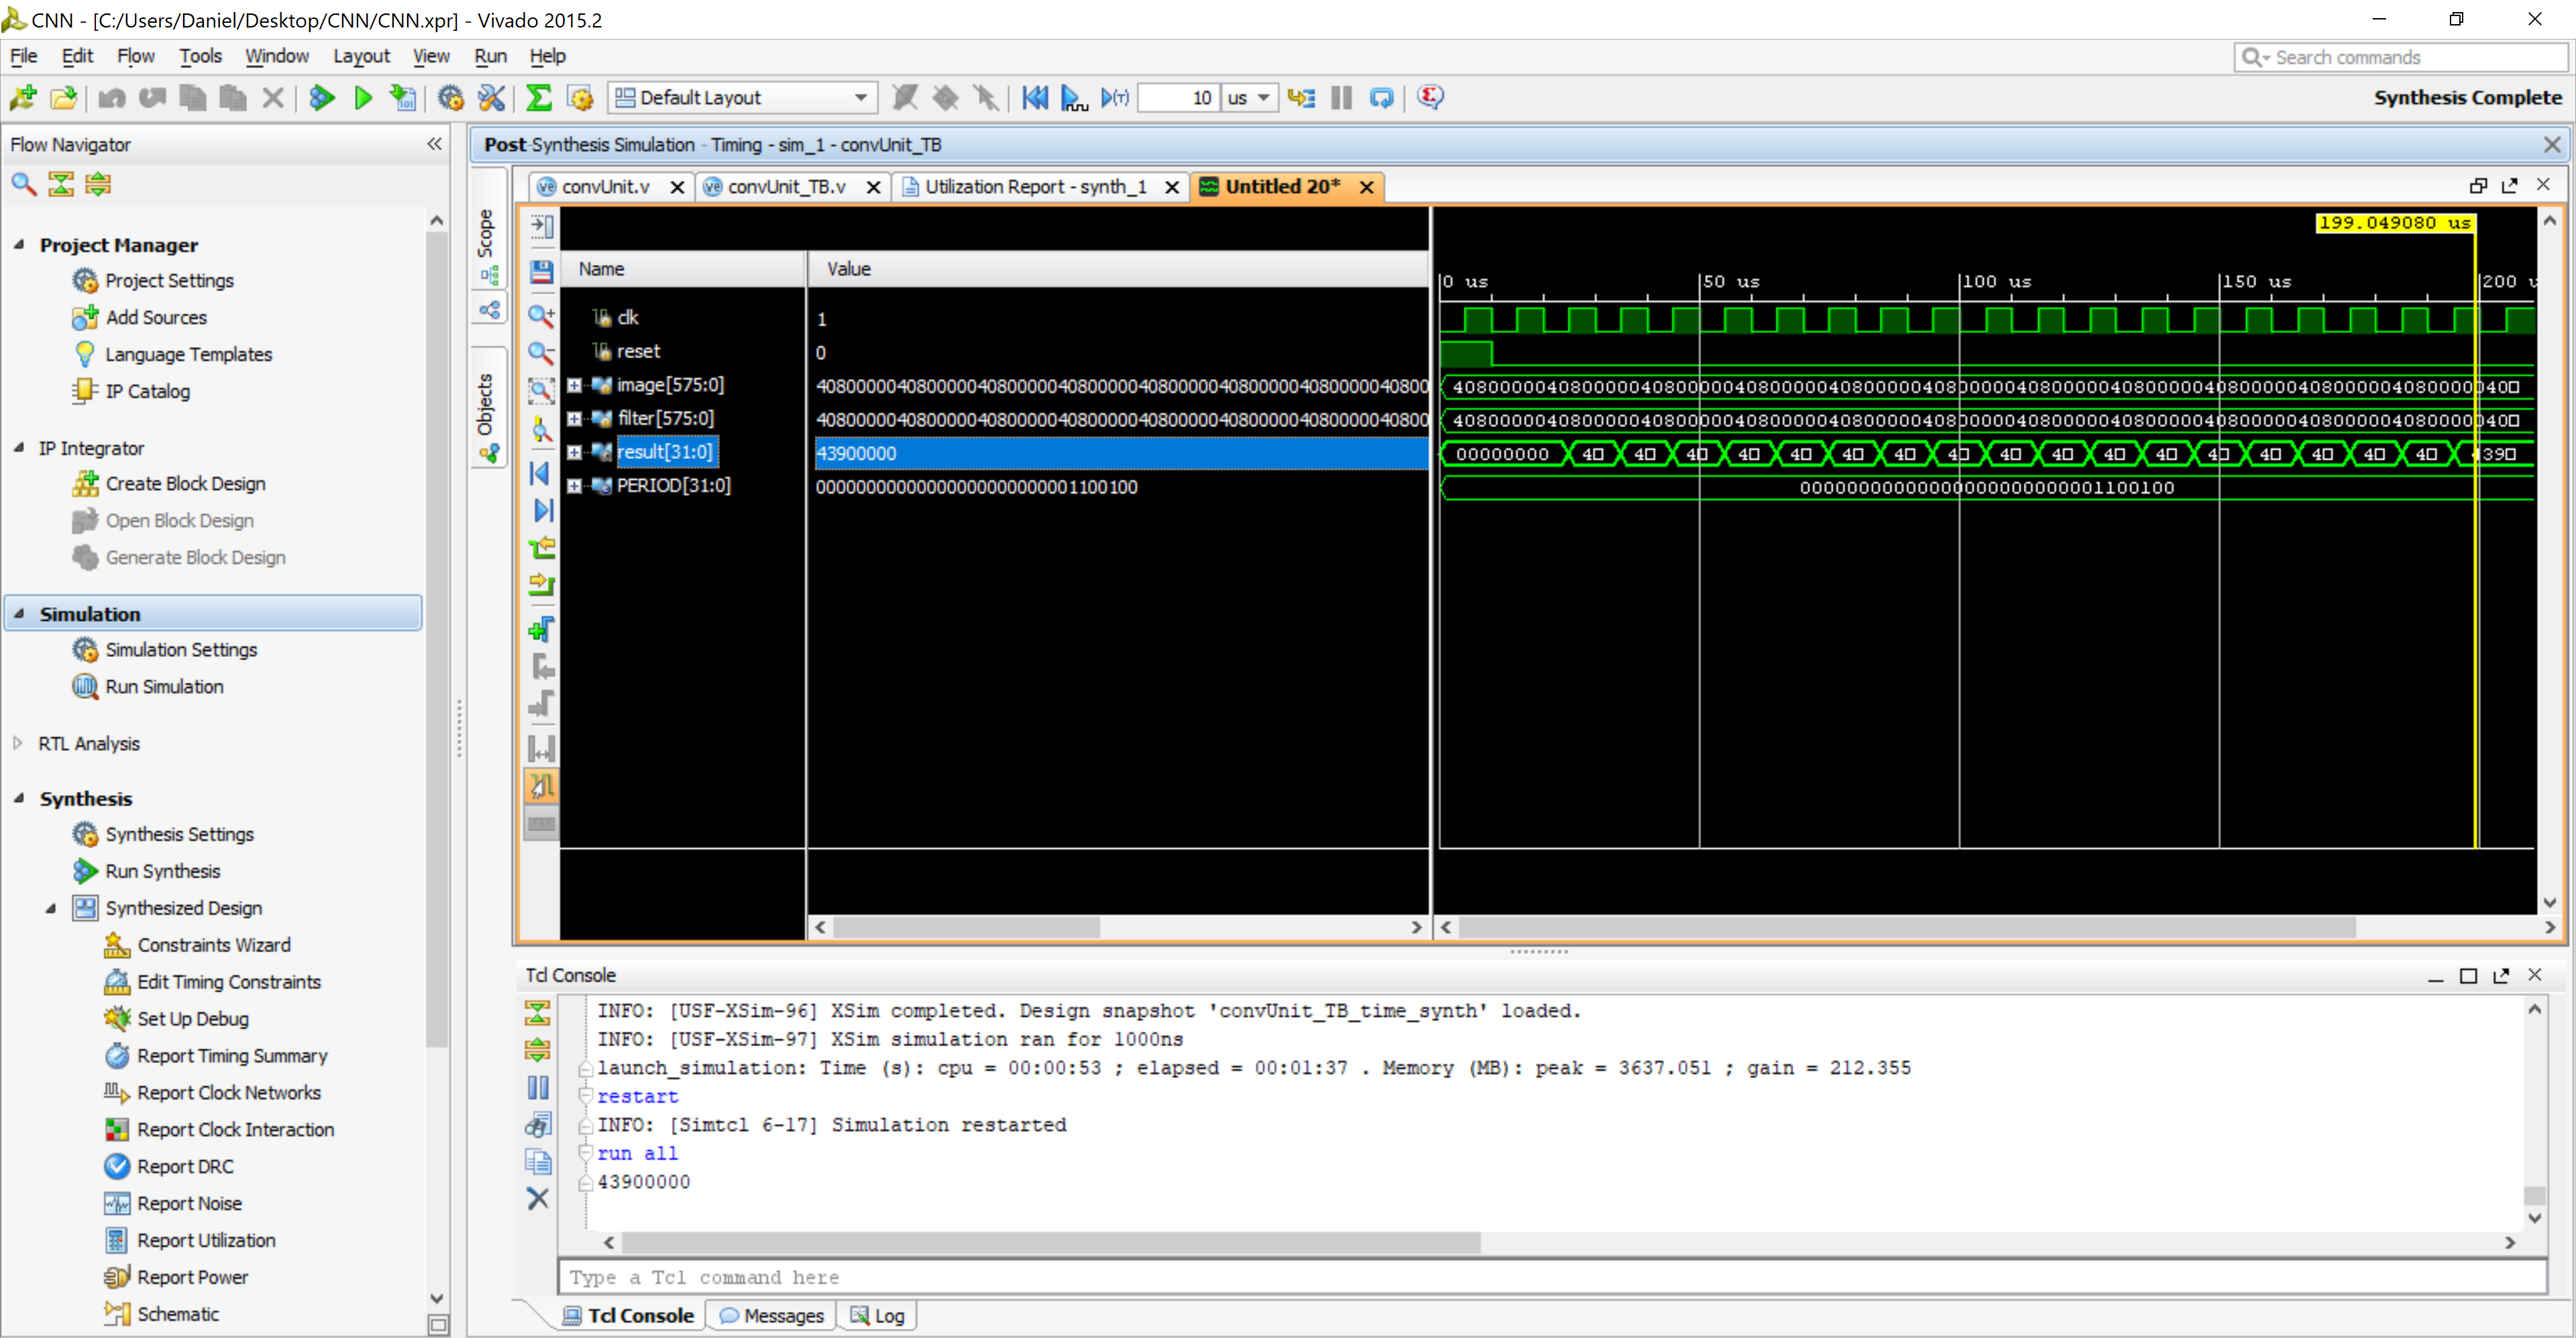 CNN - [C:/Users/Daniel/Desktop/CNN/CNN.xpr] - Vivado 2015.2
File Edit Flow Tools Window Layout View Run Help
Search commands
Default Layout
10 us
Synthesis Complete
Flow Navigator
Project Manager
Project Settings
Add Sources
Language Templates
IP Catalog
IP Integrator
Create Block Design
Open Block Design
Generate Block Design
Simulation
Simulation Settings
Run Simulation
RTL Analysis
Synthesis
Synthesis Settings
Run Synthesis
Synthesized Design
Constraints Wizard
Edit Timing Constraints
Set Up Debug
Report Timing Summary
Report Clock Networks
Report Clock Interaction
Report DRC
Report Noise
Report Utilization
Report Power
Schematic
Post-Synthesis Simulation - Timing - sim_1 - convUnit_TB
Scope
Objects
convUnit.v convUnit_TB.v Utilization Report - synth_1 Untitled 20*
Name Value
clk 1
reset 0
image[575:0] 4080000040800000408000004080000040800000408000004080000040800
filter[575:0] 4080000040800000408000004080000040800000408000004080000040800
result[31:0] 43900000
PERIOD[31:0] 00000000000000000000000001100100
199.049080 us
0 us 50 us 100 us 150 us 200 u
00000000 40 40 40 40 40 40 40 40 40 40 40 40 40 40 40 40 40 4390
00000000000000000000000001100100
Tcl Console
INFO: [USF-XSim-96] XSim completed. Design snapshot 'convUnit_TB_time_synth' loaded.
INFO: [USF-XSim-97] XSim simulation ran for 1000ns
launch_simulation: Time (s): cpu = 00:00:53 ; elapsed = 00:01:37 . Memory (MB): peak = 3637.051 ; gain = 212.355
restart
INFO: [Simtcl 6-17] Simulation restarted
run all
43900000
Type a Tcl command here
Tcl Console Messages Log